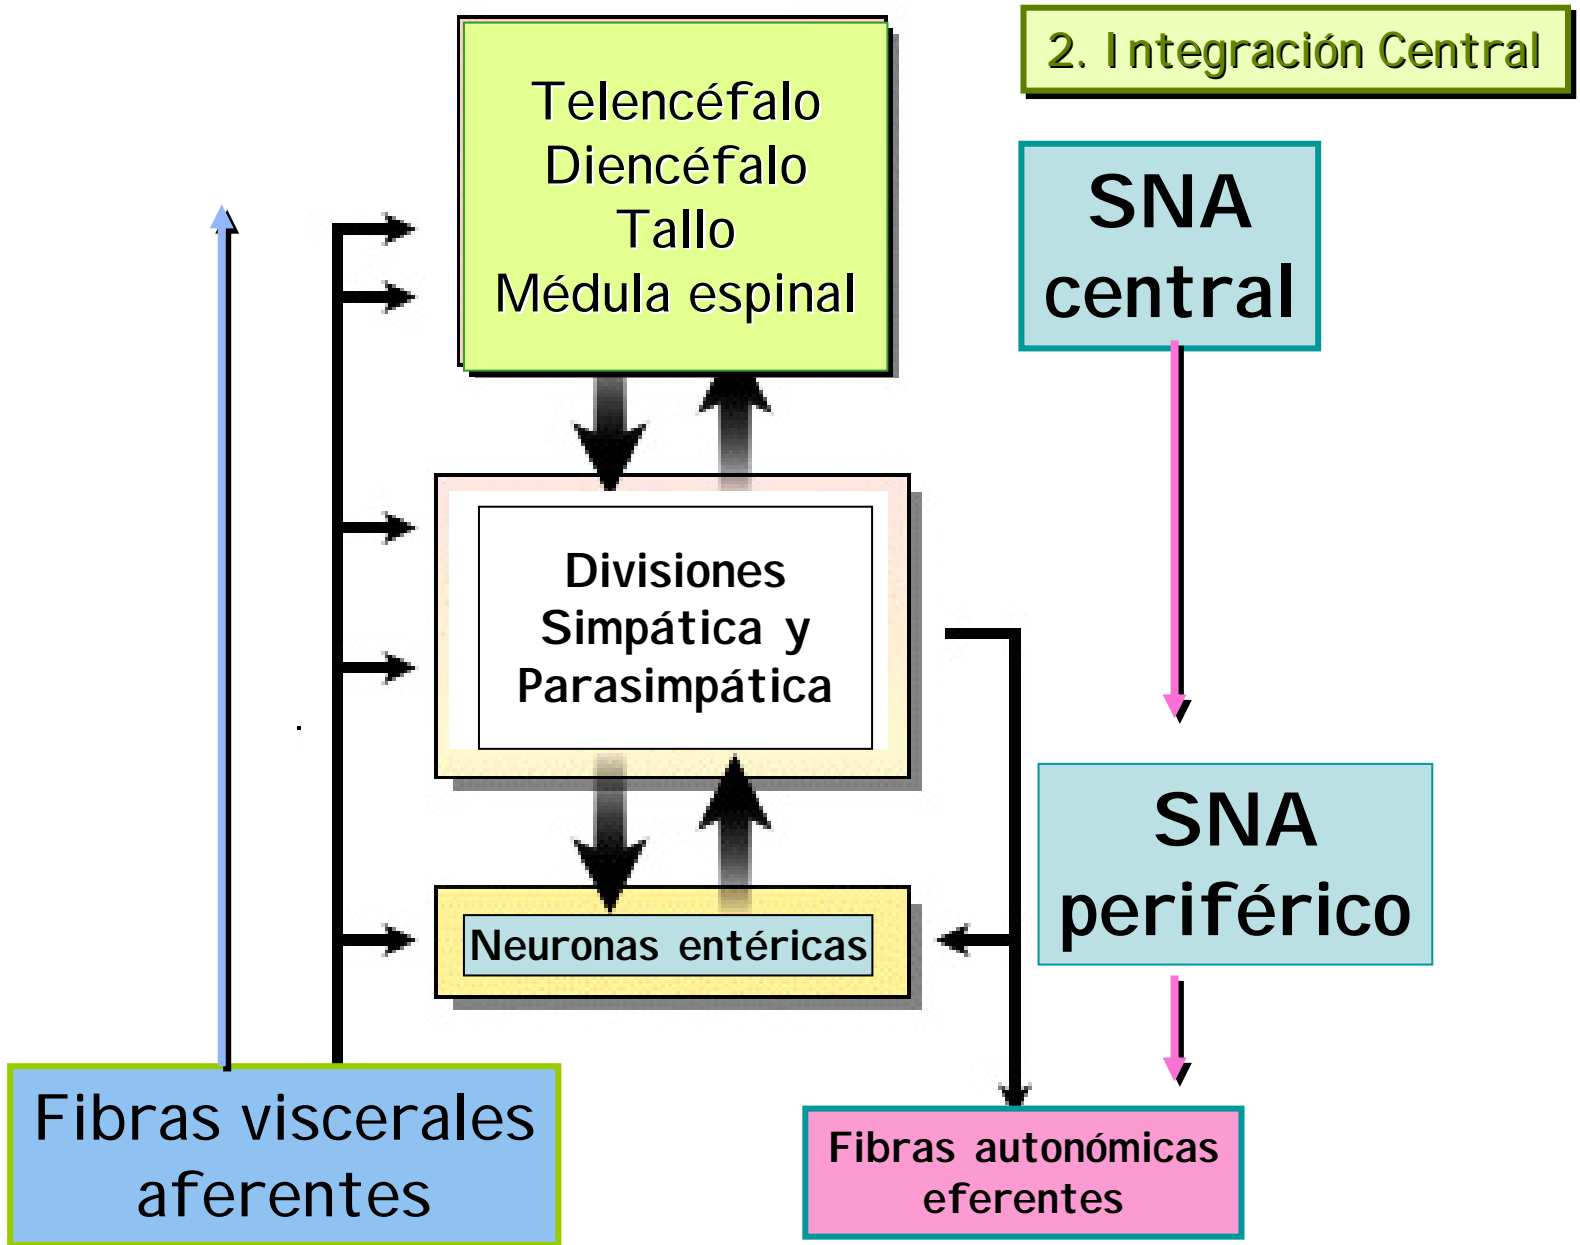 2. Integración Central
Telencéfalo
Diencéfalo
Tallo
Médula espinal
SNA
central
Divisiones
Simpática y
Parasimpática
SNA
periférico
Neuronas entéricas
Fibras viscerales
aferentes
Fibras autonómicas
eferentes